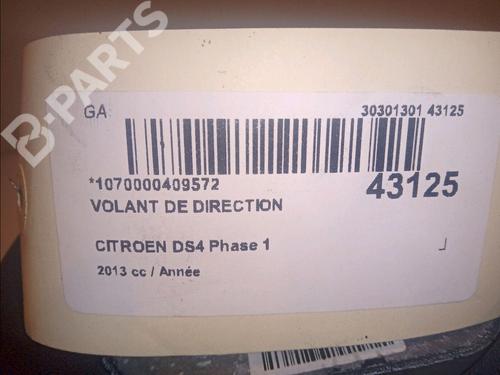 B-PARTS
GA
30301301 43125
*1070000409572
43125
VOLANT DE DIRECTION
CITROEN DS4 Phase 1
2013 cc / Année